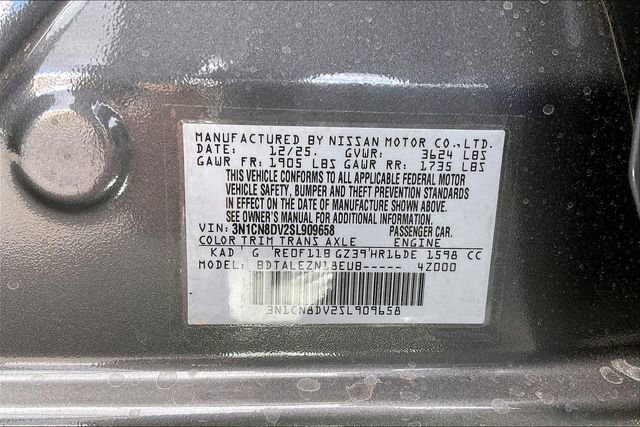 MANUFACTURED BY NISSAN MOTOR CO.,LTD.
DATE: 12/25. GVWR: 3624 LBS
GAWR FR: 1905 LBS GAWR RR: 1735 LBS
THIS VEHICLE CONFORMS TO ALL APPLICABLE FEDERAL MOTOR
VEHICLE SAFETY, BUMPER AND THEFT PREVENTION STANDARDS
IN EFFECT ON THE DATE OF MANUFACTURE SHOWN ABOVE.
SEE OWNER'S MANUAL FOR ADDITIONAL INFORMATION.
VIN: 3N1CN8DV2SL909658 PASSENGER CAR.
COLOR TRIM TRANS AXLE ENGINE
KAD G RE0F11B GZ39 HR16DE 1598 CC
MODEL: BDTALEZN18EUB----- 4Z000
3N1CN8DV2SL909658